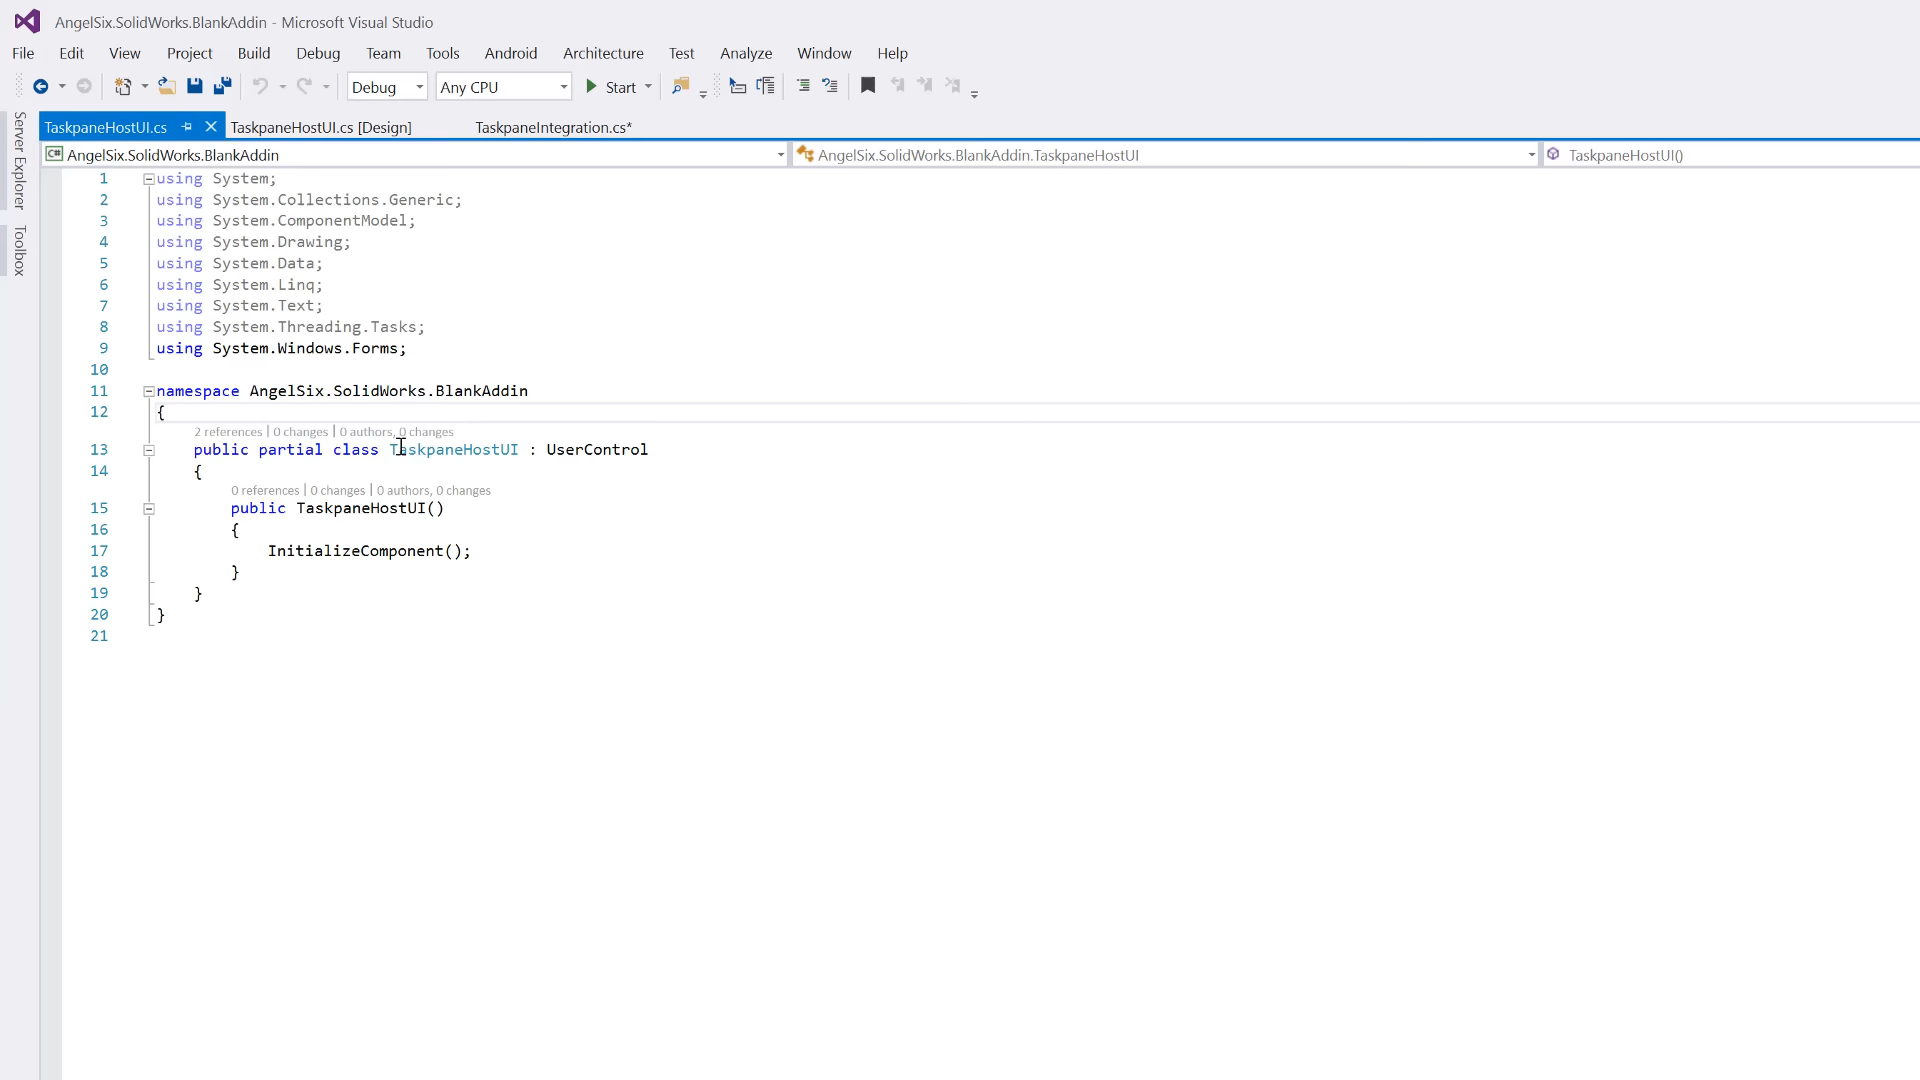 AngelSix.SolidWorks.BlankAddin - Microsoft Visual Studio
File Edit View Project Build Debug Team Tools Android Architecture Test Analyze Window Help
Debug Any CPU Start
Server Explorer
Toolbox
TaskpaneHostUI.cs TaskpaneHostUI.cs [Design] TaskpaneIntegration.cs*
C# AngelSix.SolidWorks.BlankAddin AngelSix.SolidWorks.BlankAddin.TaskpaneHostUI TaskpaneHostUI()
1 using System;
2 using System.Collections.Generic;
3 using System.ComponentModel;
4 using System.Drawing;
5 using System.Data;
6 using System.Linq;
7 using System.Text;
8 using System.Threading.Tasks;
9 using System.Windows.Forms;
10
11 namespace AngelSix.SolidWorks.BlankAddin
12 {
2 references | 0 changes | 0 authors, 0 changes
13 public partial class TaskpaneHostUI : UserControl
14 {
0 references | 0 changes | 0 authors, 0 changes
15 public TaskpaneHostUI()
16 {
17 InitializeComponent();
18 }
19 }
20 }
21